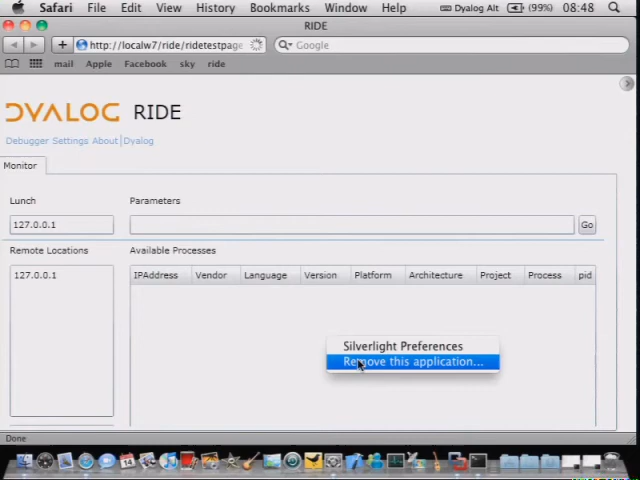 Safari File Edit View History Bookmarks Window Help Dyalog Alt (99%) 08:48
RIDE
http://localw7/ride/ridetestpage Google
mail Apple Facebook sky ride
DYALOG RIDE
Debugger Settings About Dyalog
Monitor
Lunch Parameters
127.0.0.1 Go
Remote Locations Available Processes
127.0.0.1 IPAddress Vendor Language Version Platform Architecture Project Process pid
Silverlight Preferences
Remove this application...
Done